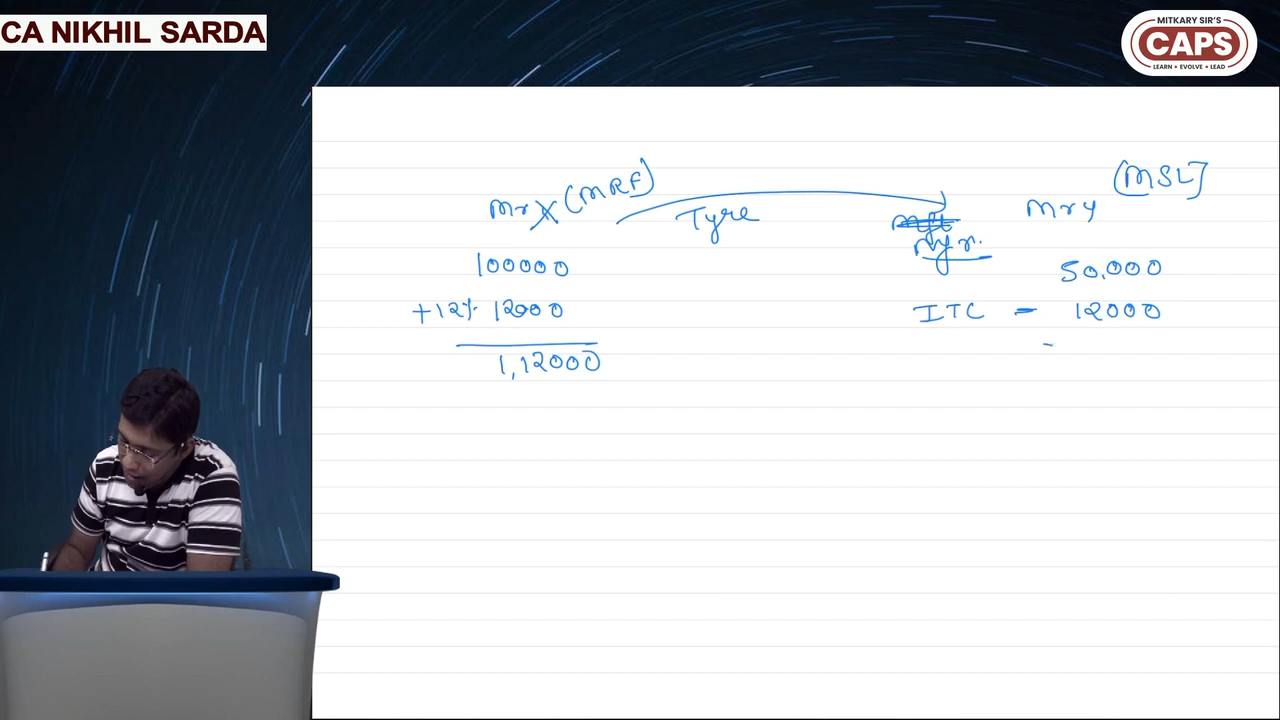 CA NIKHIL SARDA
MITKARY SIR'S
CAPS
LEARN • EVOLVE • LEAD
Mr X (MRF)
Tyre
Mr Y
[MSL]
100000
50,000
+12% 12000
ITC - 12000
1,12000